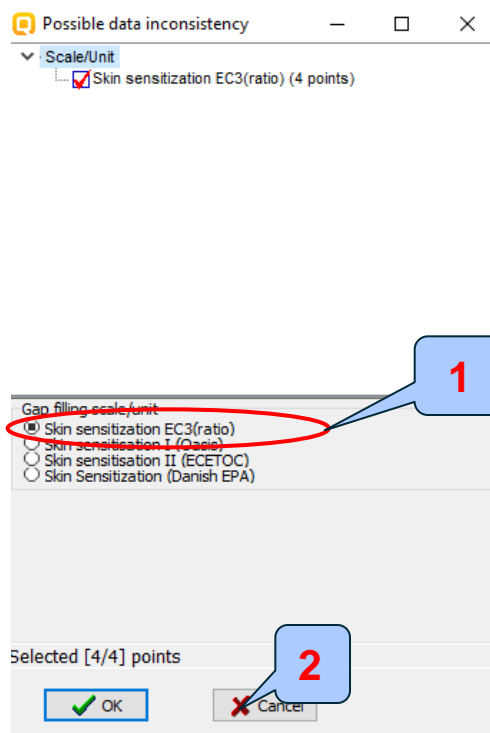 Possible data inconsistency
Scale/Unit
Skin sensitization EC3(ratio) (4 points)
1
Gap filling scale/unit
Skin sensitization EC3(ratio)
Skin sensitisation I (Oasis)
Skin sensitisation II (ECETOC)
Skin Sensitization (Danish EPA)
Selected [4/4] points
2
OK
Cancel